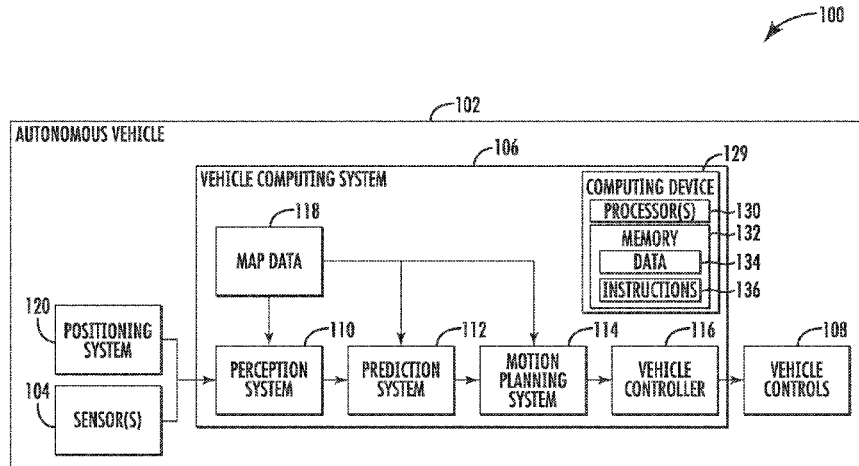 100
102
AUTONOMOUS VEHICLE
106
129
VEHICLE COMPUTING SYSTEM
COMPUTING DEVICE
118
PROCESSOR(S)
130
MEMORY
132
MAP DATA
DATA
134
INSTRUCTIONS
136
120
POSITIONING
SYSTEM
110
112
114
116
108
PERCEPTION
SYSTEM
PREDICTION
SYSTEM
MOTION
PLANNING
SYSTEM
VEHICLE
CONTROLLER
VEHICLE
CONTROLS
104
SENSOR(S)